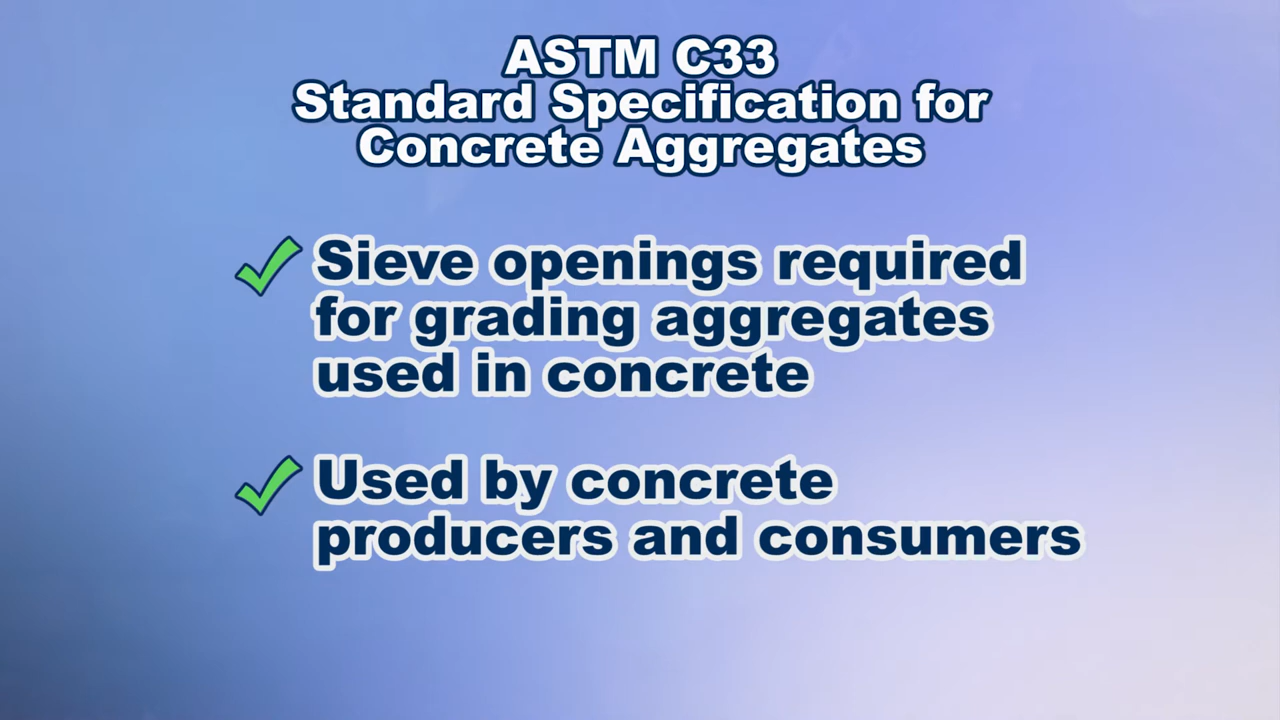 ASTM C33
Standard Specification for
Concrete Aggregates
Sieve openings required
for grading aggregates
used in concrete
Used by concrete
producers and consumers